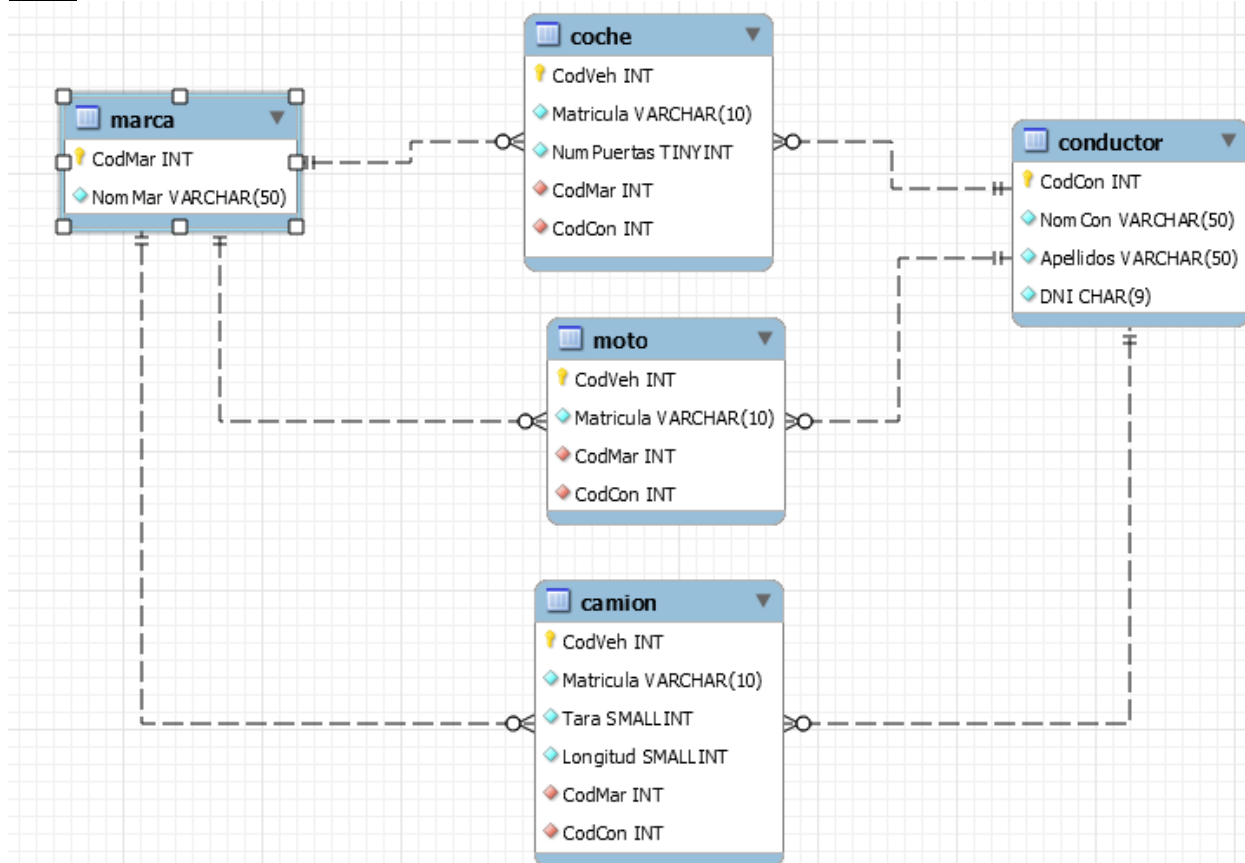 coche
CodVeh INT
Matricula VARCHAR(10)
NumPuertas TINYINT
CodMar INT
CodCon INT
marca
CodMar INT
NomMar VARCHAR(50)
conductor
CodCon INT
NomCon VARCHAR(50)
Apellidos VARCHAR(50)
DNI CHAR(9)
moto
CodVeh INT
Matricula VARCHAR(10)
CodMar INT
CodCon INT
camion
CodVeh INT
Matricula VARCHAR(10)
Tara SMALLINT
Longitud SMALLINT
CodMar INT
CodCon INT